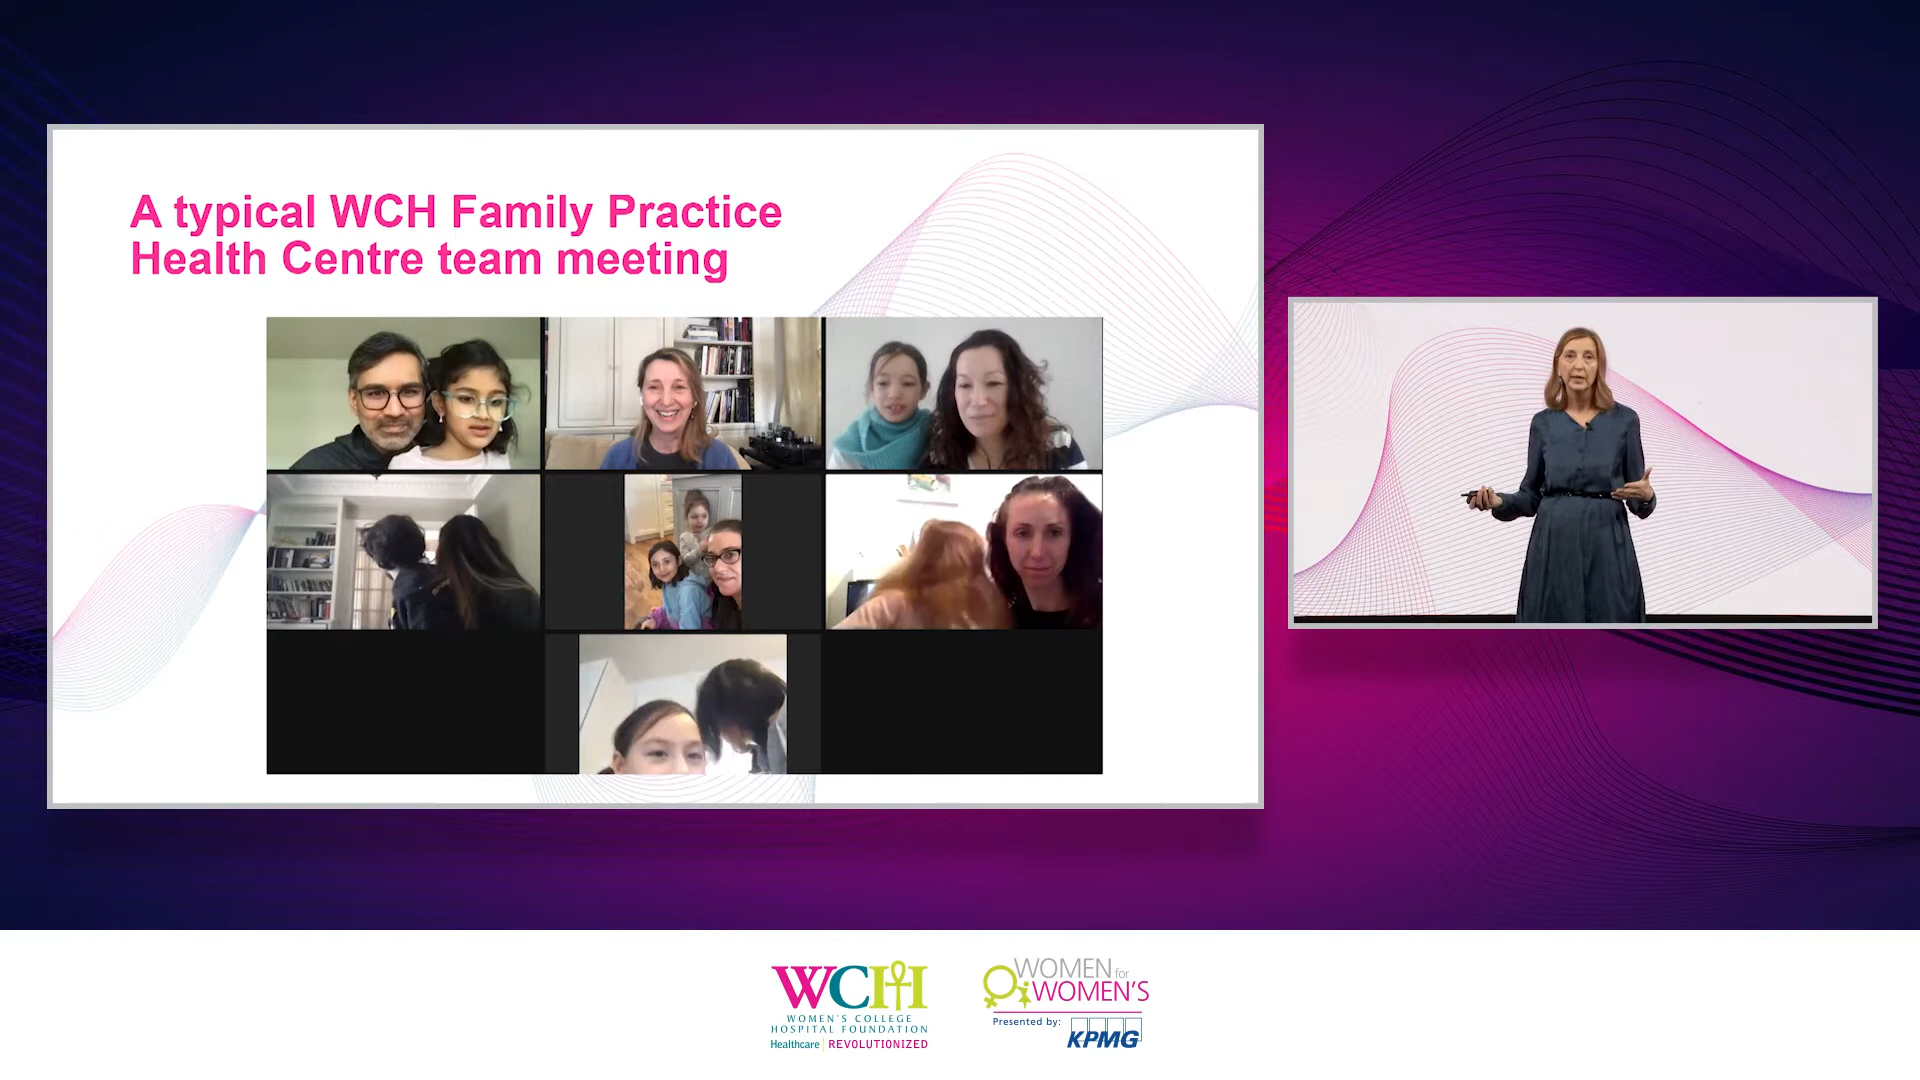 A typical WCH Family Practice
Health Centre team meeting
WCH
WOMEN'S COLLEGE
HOSPITAL FOUNDATION
Healthcare | REVOLUTIONIZED
WOMEN for
WOMEN'S
Presented by:
KPMG